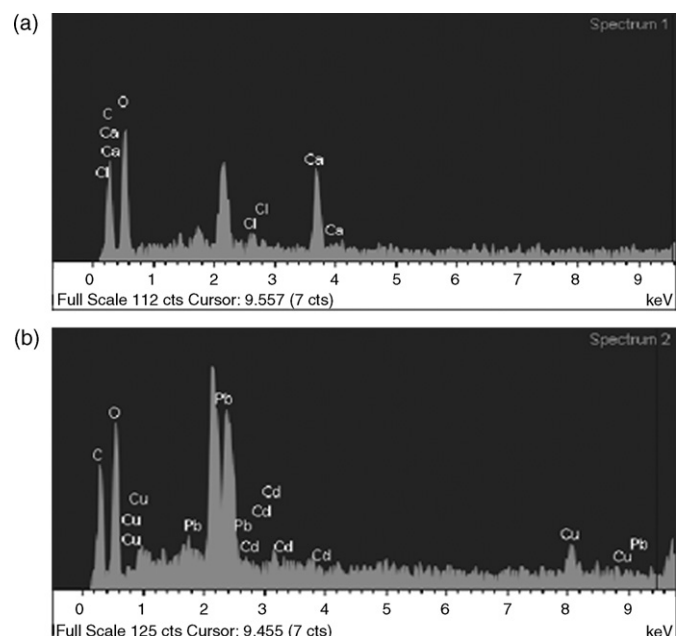 (a)
Spectrum 1
C
O
Ca
Ca
Ca
Cl
Cl
Cl
Ca
0 1 2 3 4 5 6 7 8 9
Full Scale 112 cts Cursor: 9.557 (7 cts) keV
(b)
Spectrum 2
Pb
O
C
Cu
Cd
Cu
Pb
Pb
Cd
Cu
Cd
Cd
Cd
Cu
Pb
Cu
0 1 2 3 4 5 6 7 8 9
Full Scale 125 cts Cursor: 9.455 (7 cts) keV